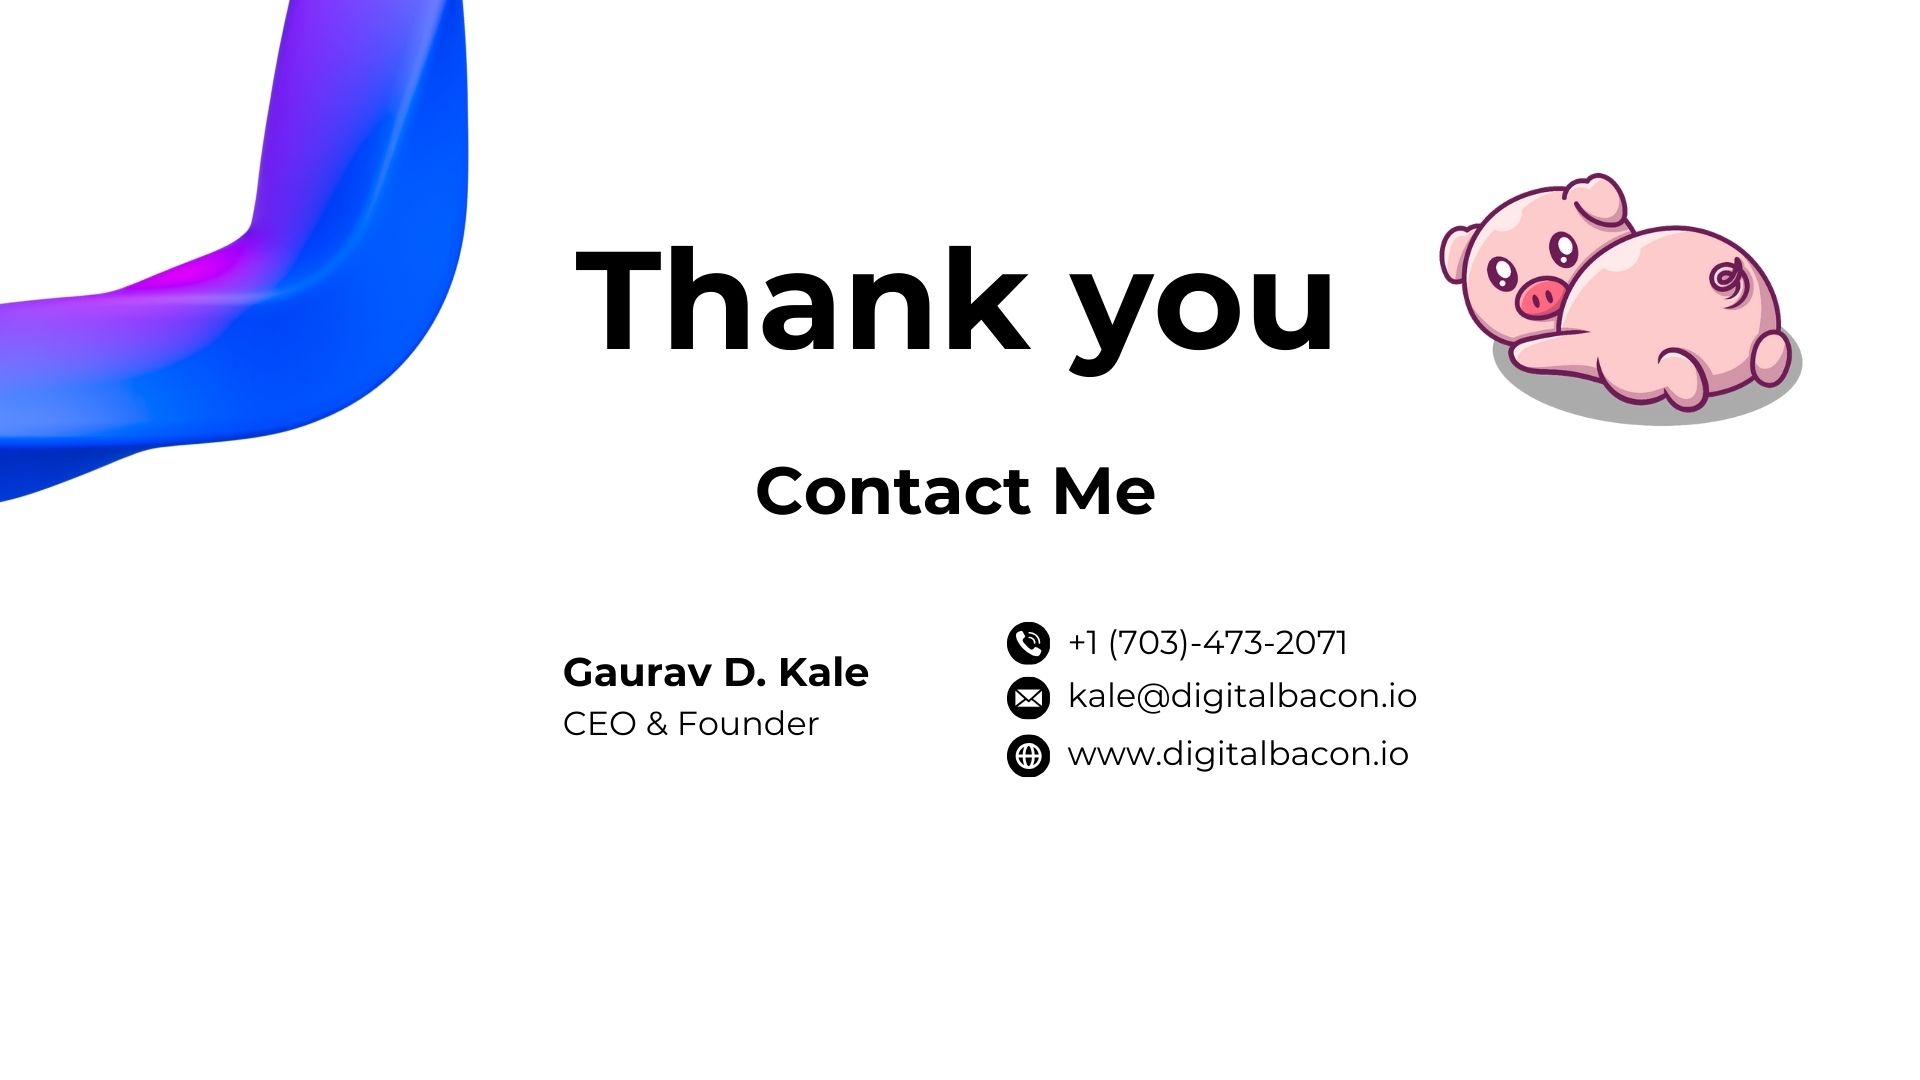 Thank you
Contact Me
Gaurav D. Kale
CEO & Founder
+1 (703)-473-2071
kale@digitalbacon.io
www.digitalbacon.io